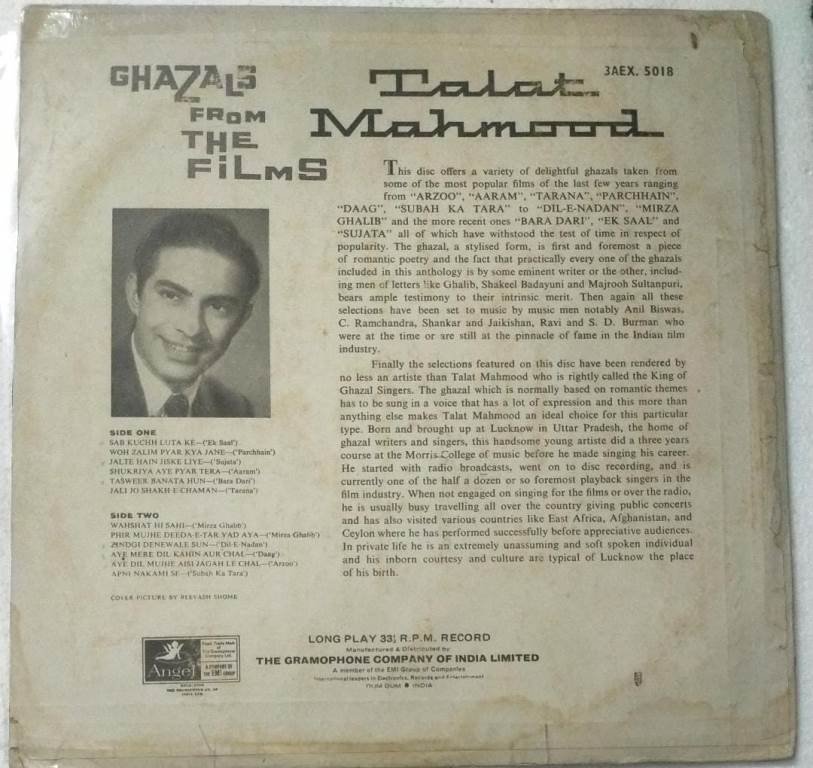 GHAZALS
FROM
THE
FILMS
Talat
Mahmood
3AEX. 5018
This disc offers a variety of delightful ghazals taken from
some of the most popular films of the last few years ranging
from "ARZOO", "AARAM", "TARANA", "PARCHHAIN",
"DAAG", "SUBAH KA TARA" to "DIL-E-NADAN", "MIRZA
GHALIB" and the more recent ones "BARA DARI", "EK SAAL" and
"SUJATA" all of which have withstood the test of time in respect of
popularity. The ghazal, a stylised form, is first and foremost a piece
of romantic poetry and the fact that practically every one of the ghazals
included in this anthology is by some eminent writer or the other, includ-
ing men of letters like Ghalib, Shakeel Badayuni and Majrooh Sultanpuri,
bears ample testimony to their intrinsic merit. Then again all these
selections have been set to music by music men notably Anil Biswas,
C. Ramchandra, Shankar and Jaikishan, Ravi and S. D. Burman who
were at the time or are still at the pinnacle of fame in the Indian film
industry.
Finally the selections featured on this disc have been rendered by
no less an artiste than Talat Mahmood who is rightly called the King of
Ghazal Singers. The ghazal which is normally based on romantic themes
has to be sung in a voice that has a lot of expression and this more than
anything else makes Talat Mahmood an ideal choice for this particular
type. Born and brought up at Lucknow in Uttar Pradesh, the home of
ghazal writers and singers, this handsome young artiste did a three years
course at the Morris College of music before he made singing his career.
He started with radio broadcasts, went on to disc recording, and is
currently one of the half a dozen or so foremost playback singers in the
film industry. When not engaged on singing for the films or over the radio,
he is usually busy travelling all over the country giving public concerts
and has also visited various countries like East Africa, Afghanistan, and
Ceylon where he has performed successfully before appreciative audiences.
In private life he is an extremely unassuming and soft spoken individual
and his inborn courtesy and culture are typical of Lucknow the place
of his birth.
SIDE ONE
SAB KUCHH LUTA KE—('Ek Saal')
WOH ZALIM PYAR KYA JANE—('Parchhain')
JALTE HAIN JISKE LIYE—('Sujata')
SHUKRIYA AYE PYAR TERA—('Aaram')
TASWEER BANATA HUN—('Bara Dari')
JALI JO SHAKH-E-CHAMAN—('Tarana')
SIDE TWO
WAHSHAT HI SAHI—('Mirza Ghalib')
PHIR MUJHE DEEDA-E-TAR YAD AYA—('Mirza Ghalib')
ZINDGI DENEWALE SUN—('Dil-E-Nadan')
AYE MERE DIL KAHIN AUR CHAL—('Daag')
AYE DIL MUJHE AISI JAGAH LE CHAL—('Arzoo')
APNI NAKAMI SE—('Subah Ka Tara')
COVER PICTURE BY
Angel
LONG PLAY 33⅓ R.P.M. RECORD
Manufactured & Distributed by
THE GRAMOPHONE COMPANY OF INDIA LIMITED
A member of the EMI Group of Companies
International leaders in Electronics, Records and Entertainment
DUM DUM INDIA